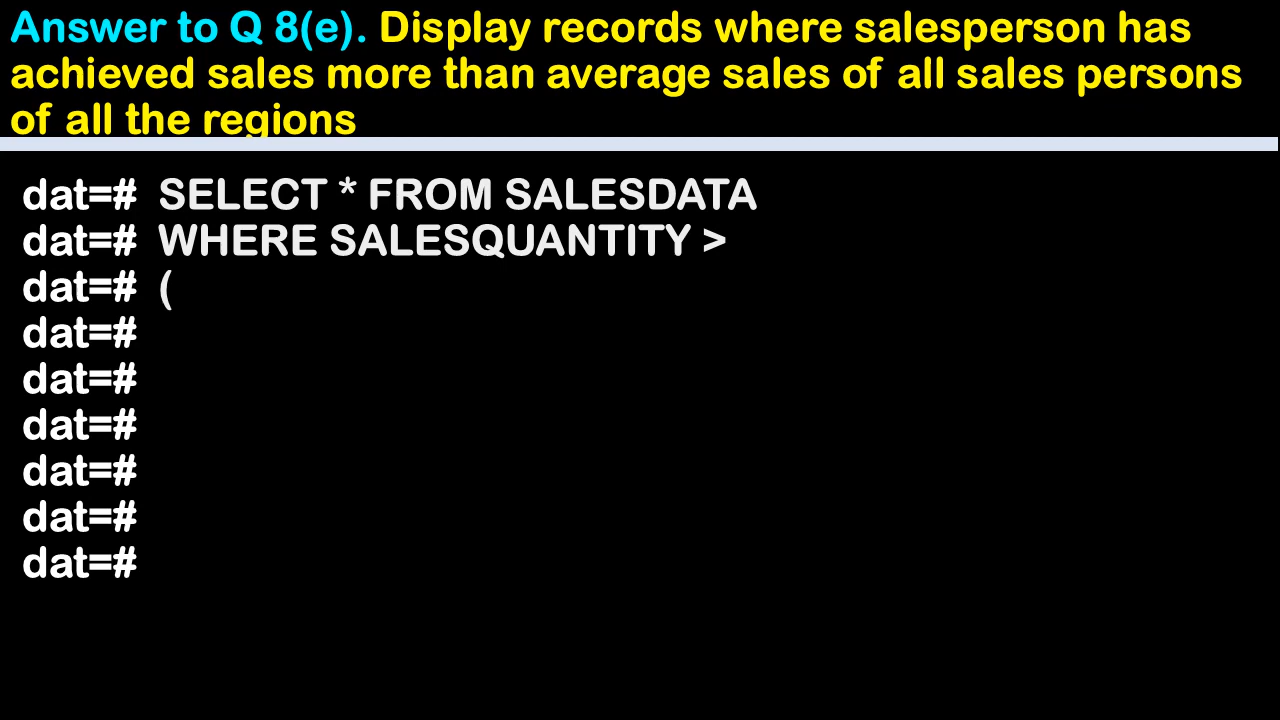 Answer to Q 8(e). Display records where salesperson has
achieved sales more than average sales of all sales persons
of all the regions
dat=# SELECT * FROM SALESDATA
dat=# WHERE SALESQUANTITY >
dat=# (
dat=#
dat=#
dat=#
dat=#
dat=#
dat=#